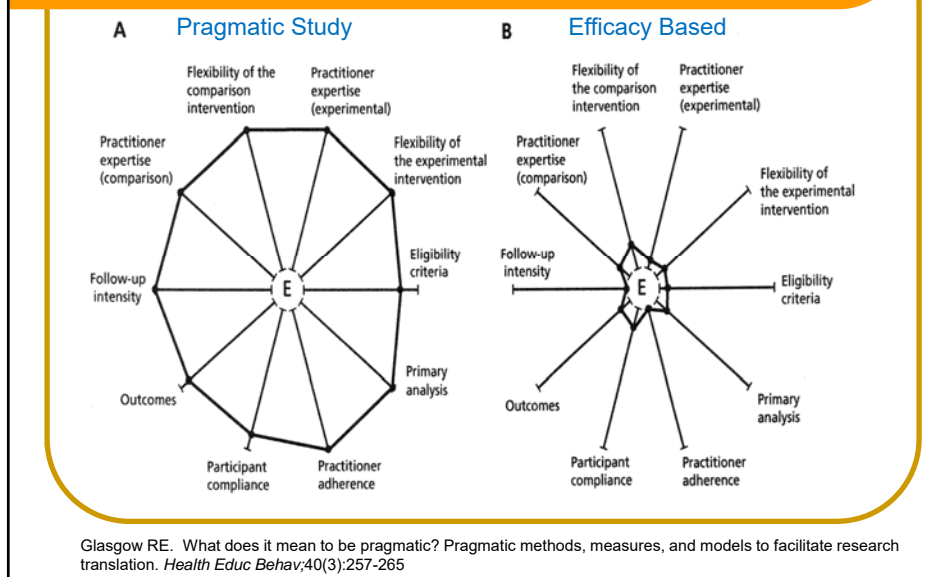 A Pragmatic Study
Flexibility of the
comparison
intervention
Practitioner
expertise
(experimental)
Practitioner
expertise
(comparison)
Flexibility of
the experimental
intervention
Follow-up
intensity
E
Eligibility
criteria
Outcomes
Primary
analysis
Participant
compliance
Practitioner
adherence
B Efficacy Based
Flexibility of
the comparison
intervention
Practitioner
expertise
(experimental)
Practitioner
expertise
(comparison)
Flexibility of
the experimental
intervention
Follow-up
intensity
E
Eligibility
criteria
Outcomes
Primary
analysis
Participant
compliance
Practitioner
adherence
Glasgow RE.  What does it mean to be pragmatic? Pragmatic methods, measures, and models to facilitate research
translation. Health Educ Behav;40(3):257-265